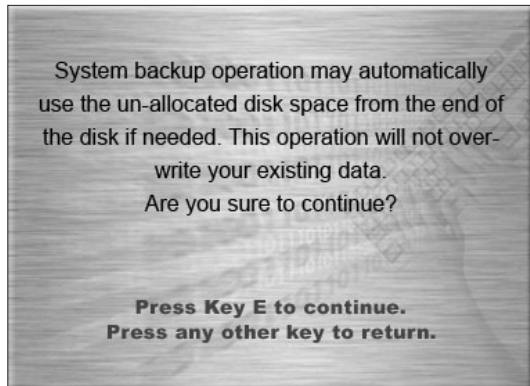 System backup operation may automatically
use the un-allocated disk space from the end of
the disk if needed. This operation will not over-
write your existing data.
Are you sure to continue?
Press Key E to continue.
Press any other key to return.